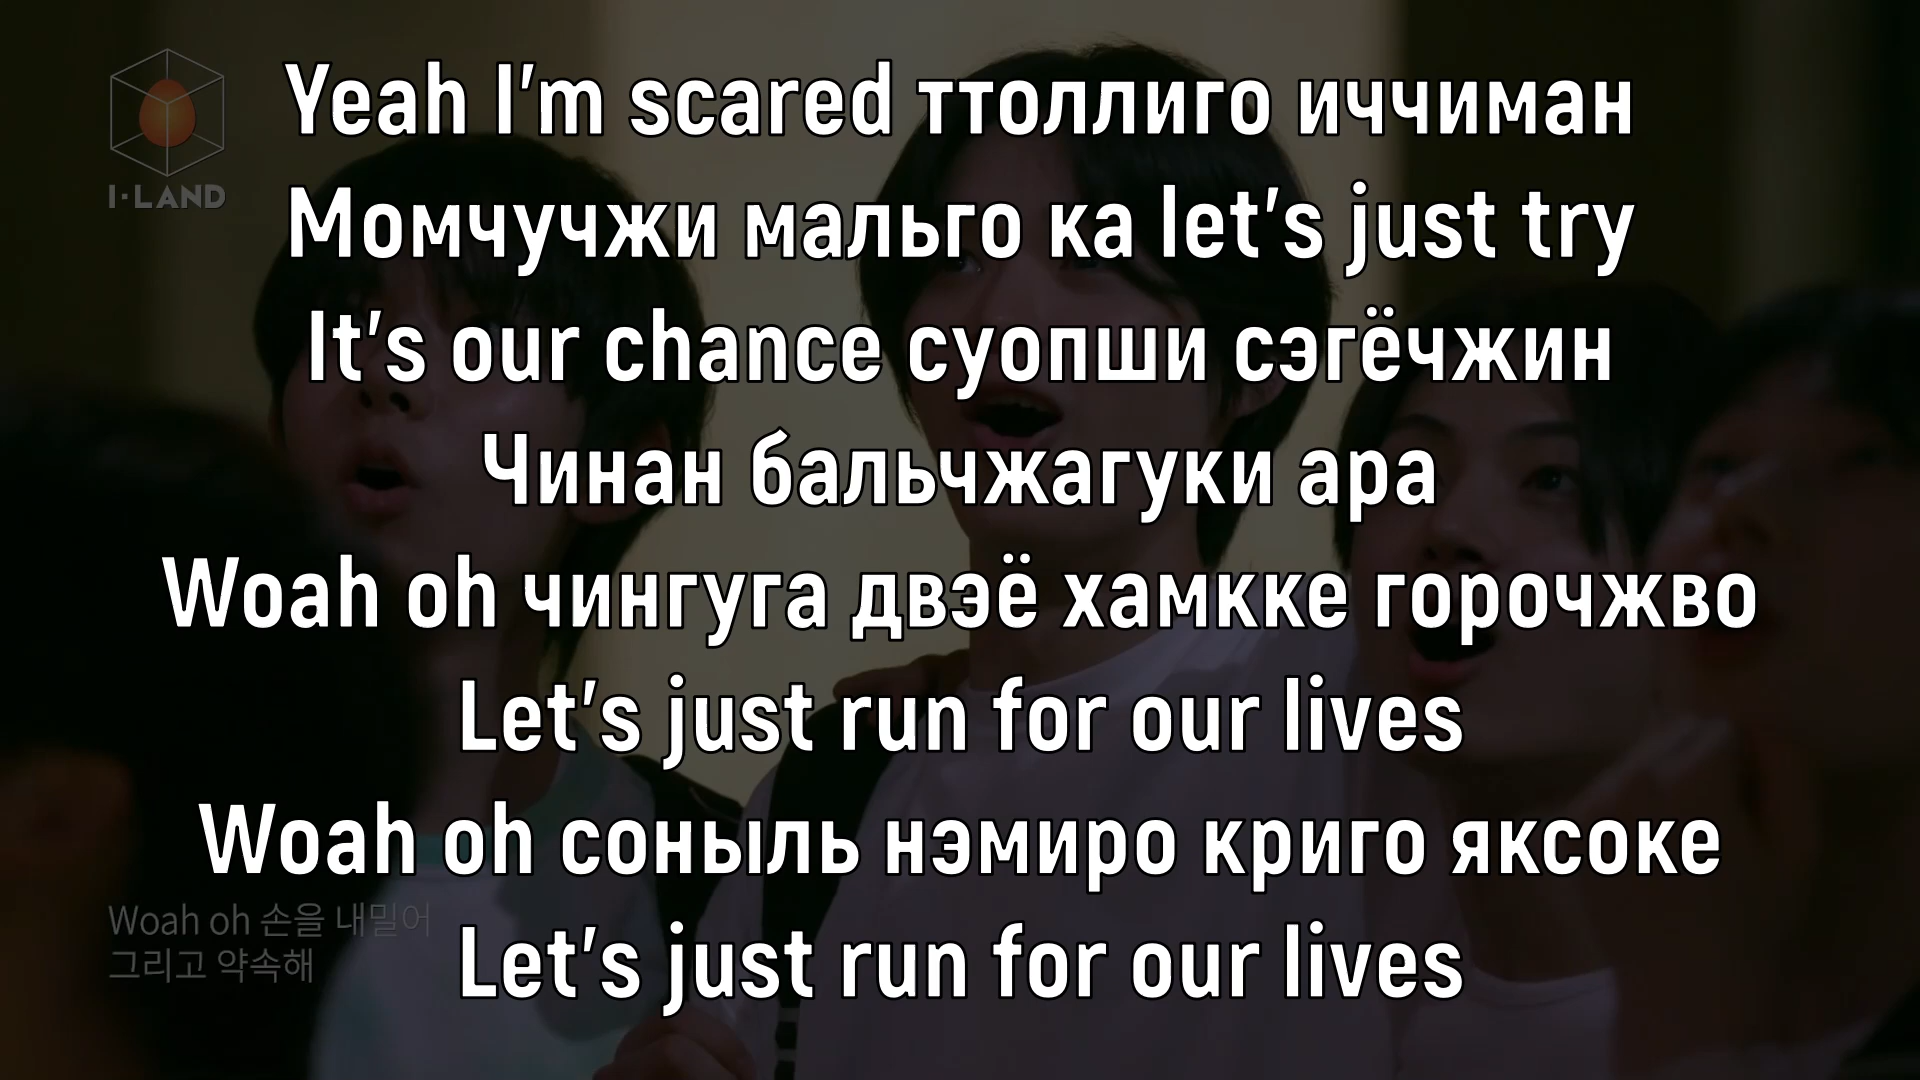 I·LAND
Yeah I'm scared ттоллиго иччиман
Момчучжи мальго ка let's just try
It's our chance суопши сэгёчжин
Чинан бальчжагуки ара
Woah oh чингуга двэё хамкке горочжво
Let's just run for our lives
Woah oh соныль нэмиро криго яксоке
Let's just run for our lives
Woah oh 손을 내밀어
그리고 약속해